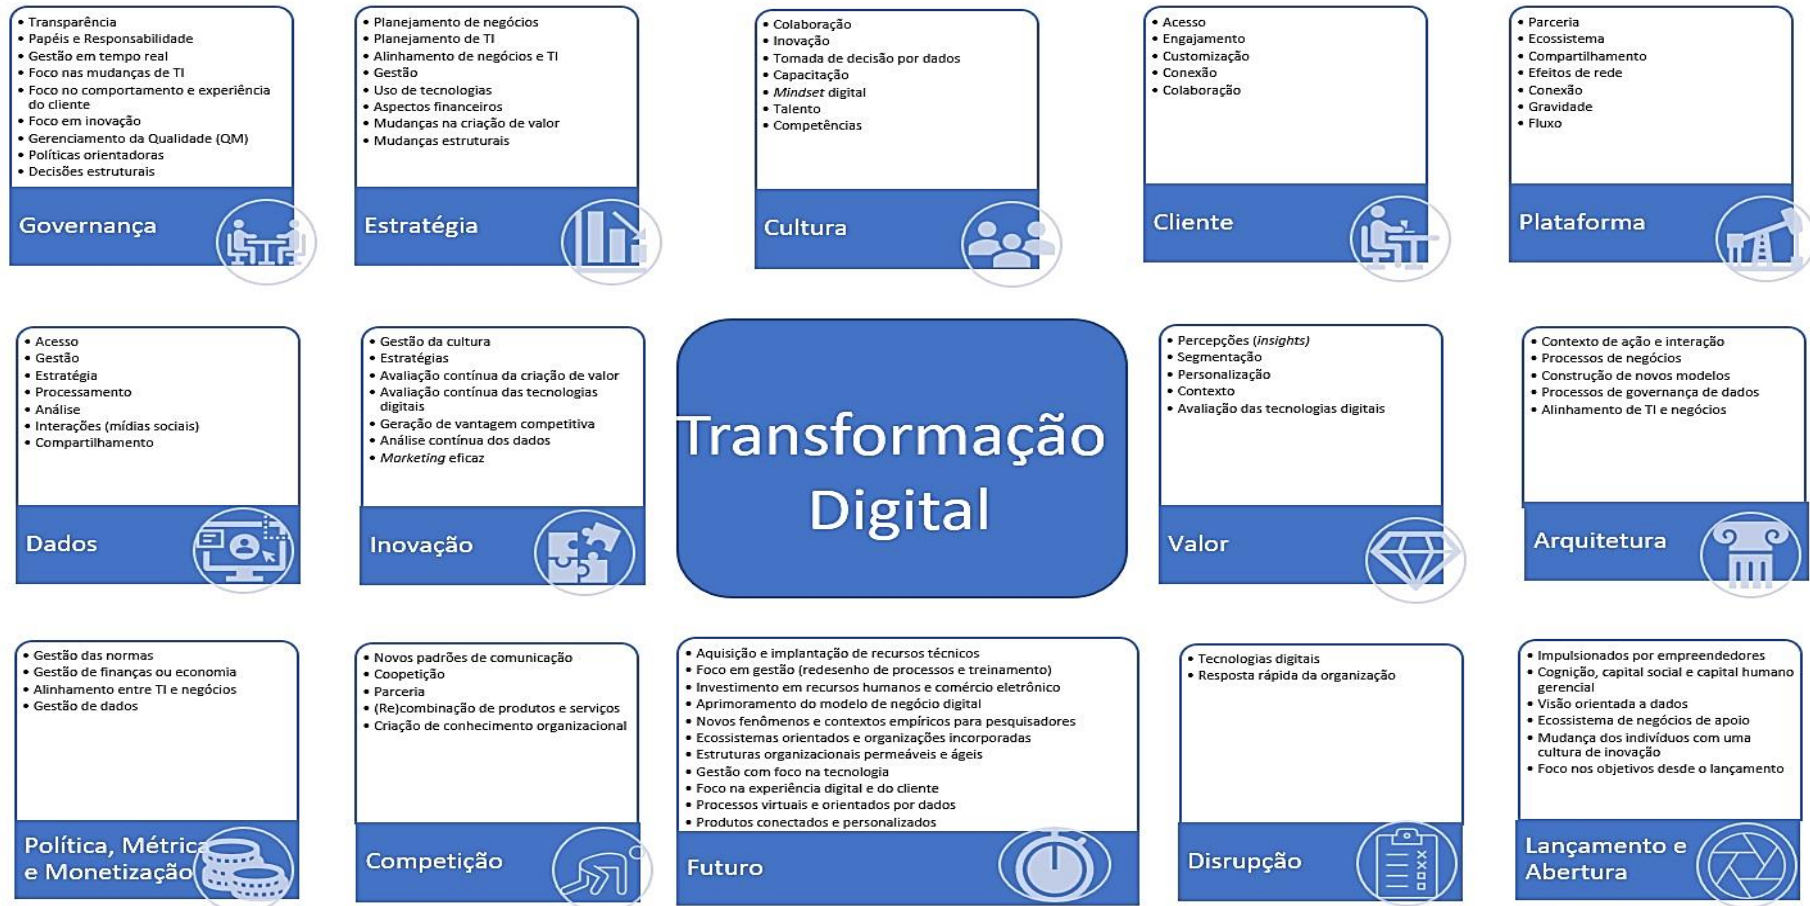 • Transparência
• Papéis e Responsabilidade
• Gestão em tempo real
• Foco nas mudanças de TI
• Foco no comportamento e experiência
do cliente
• Foco em inovação
• Gerenciamento da Qualidade (QM)
• Políticas orientadoras
• Decisões estruturais
Governança
• Planejamento de negócios
• Planejamento de TI
• Alinhamento de negócios e TI
• Gestão
• Uso de tecnologias
• Aspectos financeiros
• Mudanças na criação de valor
• Mudanças estruturais
Estratégia
• Colaboração
• Inovação
• Tomada de decisão por dados
• Capacitação
• Mindset digital
• Talento
• Competências
Cultura
• Acesso
• Engajamento
• Customização
• Conexão
• Colaboração
Cliente
• Parceria
• Ecossistema
• Compartilhamento
• Efeitos de rede
• Conexão
• Gravidade
• Fluxo
Plataforma
• Acesso
• Gestão
• Estratégia
• Processamento
• Análise
• Interações (mídias sociais)
• Compartilhamento
Dados
• Gestão da cultura
• Estratégias
• Avaliação contínua da criação de valor
• Avaliação contínua das tecnologias
digitais
• Geração de vantagem competitiva
• Análise contínua dos dados
• Marketing eficaz
Inovação
Transformação
Digital
• Percepções (insights)
• Segmentação
• Personalização
• Contexto
• Avaliação das tecnologias digitais
Valor
• Contexto de ação e interação
• Processos de negócios
• Construção de novos modelos
• Processos de governança de dados
• Alinhamento de TI e negócios
Arquitetura
• Gestão das normas
• Gestão de finanças ou economia
• Alinhamento entre TI e negócios
• Gestão de dados
Política, Métrica
e Monetização
• Novos padrões de comunicação
• Coopetição
• Parceria
• (Re)combinação de produtos e serviços
• Criação de conhecimento organizacional
Competição
• Aquisição e implantação de recursos técnicos
• Foco em gestão (redesenho de processos e treinamento)
• Investimento em recursos humanos e comércio eletrônico
• Aprimoramento do modelo de negócio digital
• Novos fenômenos e contextos empíricos para pesquisadores
• Ecossistemas orientados e organizações incorporadas
• Estruturas organizacionais permeáveis e ágeis
• Gestão com foco na tecnologia
• Foco na experiência digital e do cliente
• Processos virtuais e orientados por dados
• Produtos conectados e personalizados
Futuro
• Tecnologias digitais
• Resposta rápida da organização
Disrupção
• Impulsionados por empreendedores
• Cognição, capital social e capital humano
gerencial
• Visão orientada a dados
• Ecossistema de negócios de apoio
• Mudança dos indivíduos com uma
cultura de inovação
• Foco nos objetivos desde o lançamento
Lançamento e
Abertura